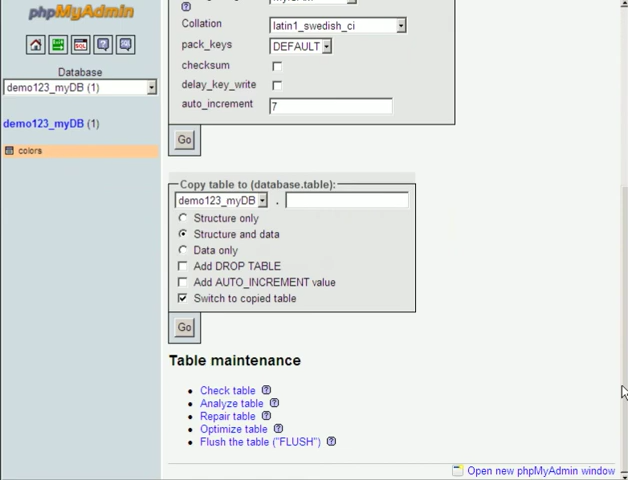 phpMyAdmin
Database
demo123_myDB (1)
demo123_myDB (1)
colors
Collation
latin1_swedish_ci
pack_keys
DEFAULT
checksum
delay_key_write
auto_increment
7
Go
Copy table to (database.table):
demo123_myDB .
Structure only
Structure and data
Data only
Add DROP TABLE
Add AUTO_INCREMENT value
Switch to copied table
Go
Table maintenance
Check table
Analyze table
Repair table
Optimize table
Flush the table ("FLUSH")
Open new phpMyAdmin window